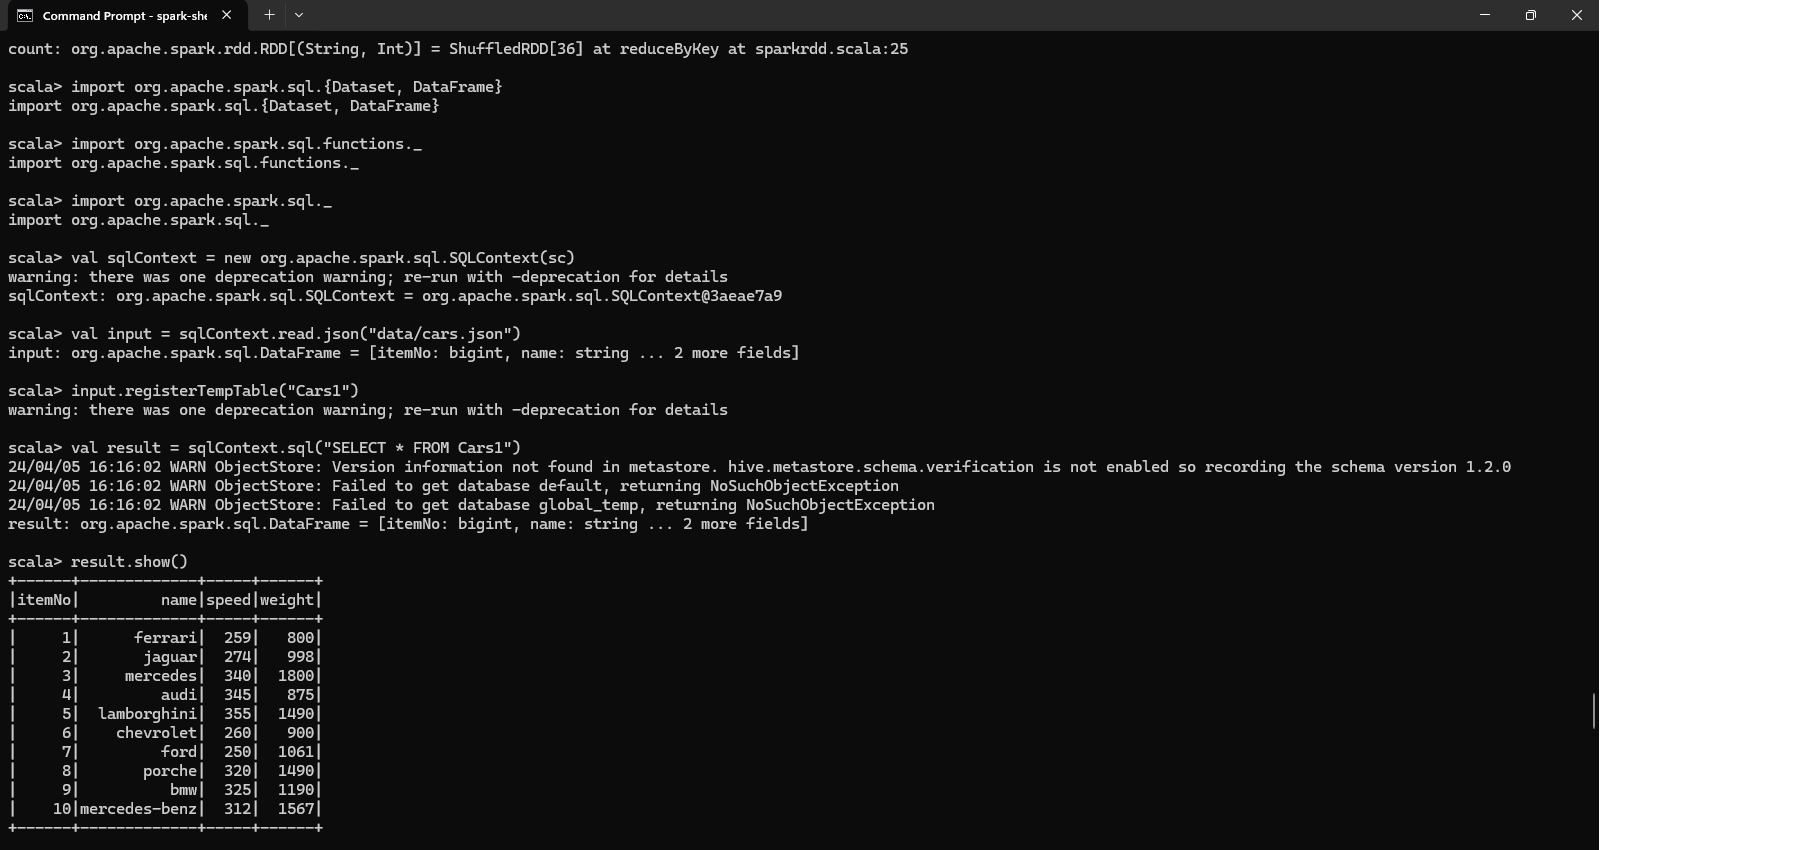 Command Prompt - spark-she
count: org.apache.spark.rdd.RDD[(String, Int)] = ShuffledRDD[36] at reduceByKey at sparkrdd.scala:25
scala> import org.apache.spark.sql.{Dataset, DataFrame}
import org.apache.spark.sql.{Dataset, DataFrame}
scala> import org.apache.spark.sql.functions._
import org.apache.spark.sql.functions._
scala> import org.apache.spark.sql._
import org.apache.spark.sql._
scala> val sqlContext = new org.apache.spark.sql.SQLContext(sc)
warning: there was one deprecation warning; re-run with -deprecation for details
sqlContext: org.apache.spark.sql.SQLContext = org.apache.spark.sql.SQLContext@3aeae7a9
scala> val input = sqlContext.read.json("data/cars.json")
input: org.apache.spark.sql.DataFrame = [itemNo: bigint, name: string ... 2 more fields]
scala> input.registerTempTable("Cars1")
warning: there was one deprecation warning; re-run with -deprecation for details
scala> val result = sqlContext.sql("SELECT * FROM Cars1")
24/04/05 16:16:02 WARN ObjectStore: Version information not found in metastore. hive.metastore.schema.verification is not enabled so recording the schema version 1.2.0
24/04/05 16:16:02 WARN ObjectStore: Failed to get database default, returning NoSuchObjectException
24/04/05 16:16:02 WARN ObjectStore: Failed to get database global_temp, returning NoSuchObjectException
result: org.apache.spark.sql.DataFrame = [itemNo: bigint, name: string ... 2 more fields]
scala> result.show()
+------+-------------+-----+------+
|itemNo|         name|speed|weight|
+------+-------------+-----+------+
|     1|      ferrari|  259|   800|
|     2|       jaguar|  274|   998|
|     3|     mercedes|  340|  1800|
|     4|         audi|  345|   875|
|     5|  lamborghini|  355|  1490|
|     6|    chevrolet|  260|   900|
|     7|         ford|  250|  1061|
|     8|       porche|  320|  1490|
|     9|          bmw|  325|  1190|
|    10|mercedes-benz|  312|  1567|
+------+-------------+-----+------+